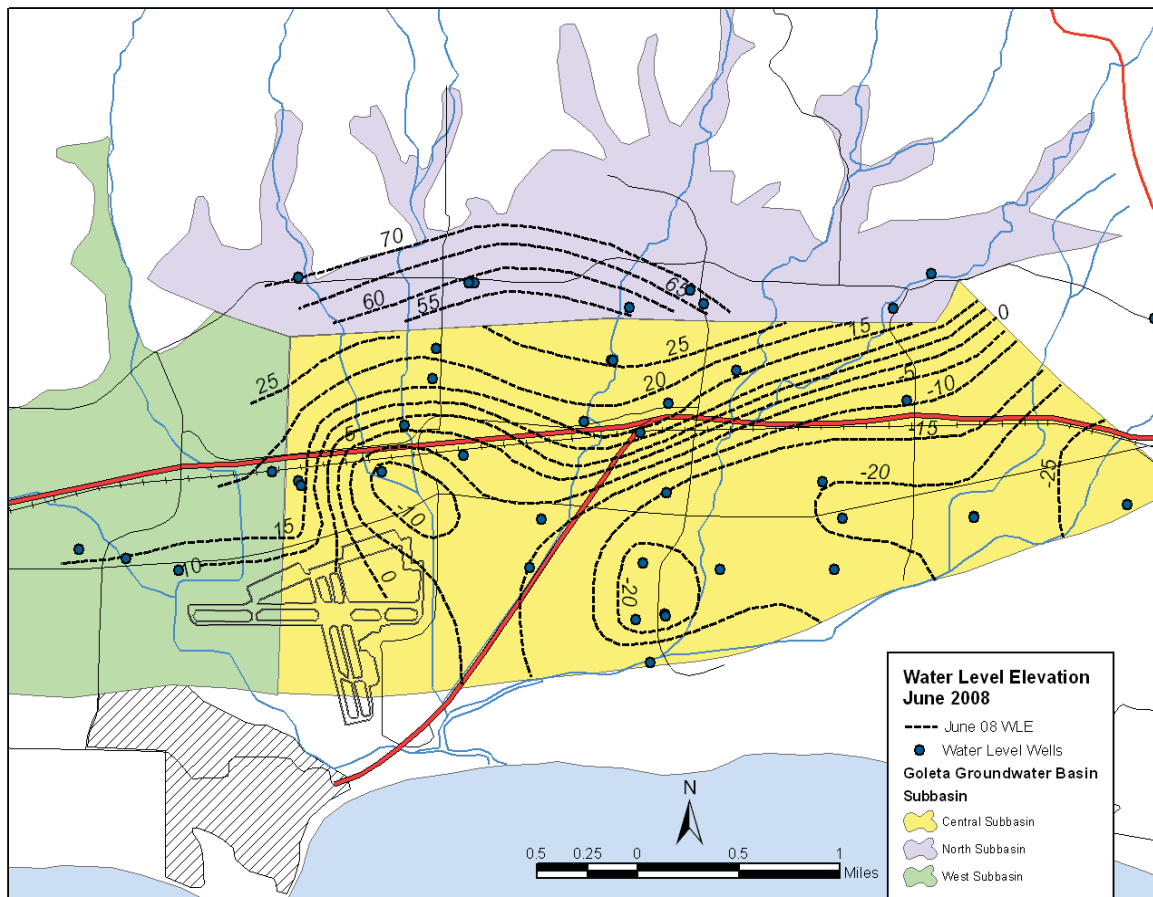 70
65
60
55
0
15
25
25
20
-5
-10
5
15
-20
-25
-10
15
10
0
-20
N
0.5 0.25 0 0.5 1
Miles
Water Level Elevation
June 2008
June 08 WLE
Water Level Wells
Goleta Groundwater Basin
Subbasin
Central Subbasin
North Subbasin
West Subbasin